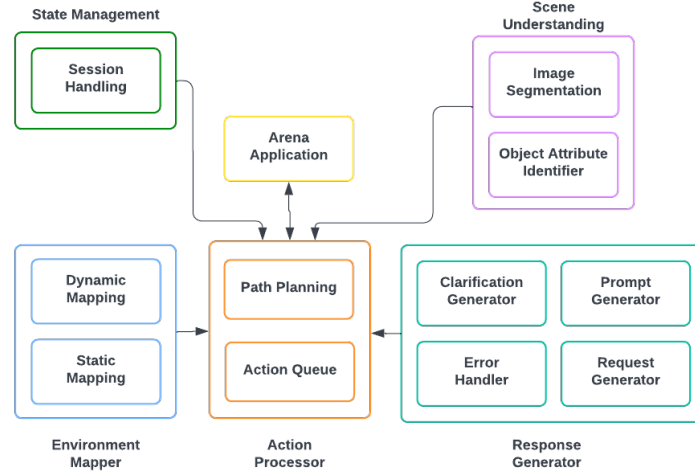 State Management
Session
Handling
Scene
Understanding
Image
Segmentation
Object Attribute
Identifier
Arena
Application
Dynamic
Mapping
Static
Mapping
Environment
Mapper
Path Planning
Action Queue
Action
Processor
Clarification
Generator
Prompt
Generator
Error
Handler
Request
Generator
Response
Generator